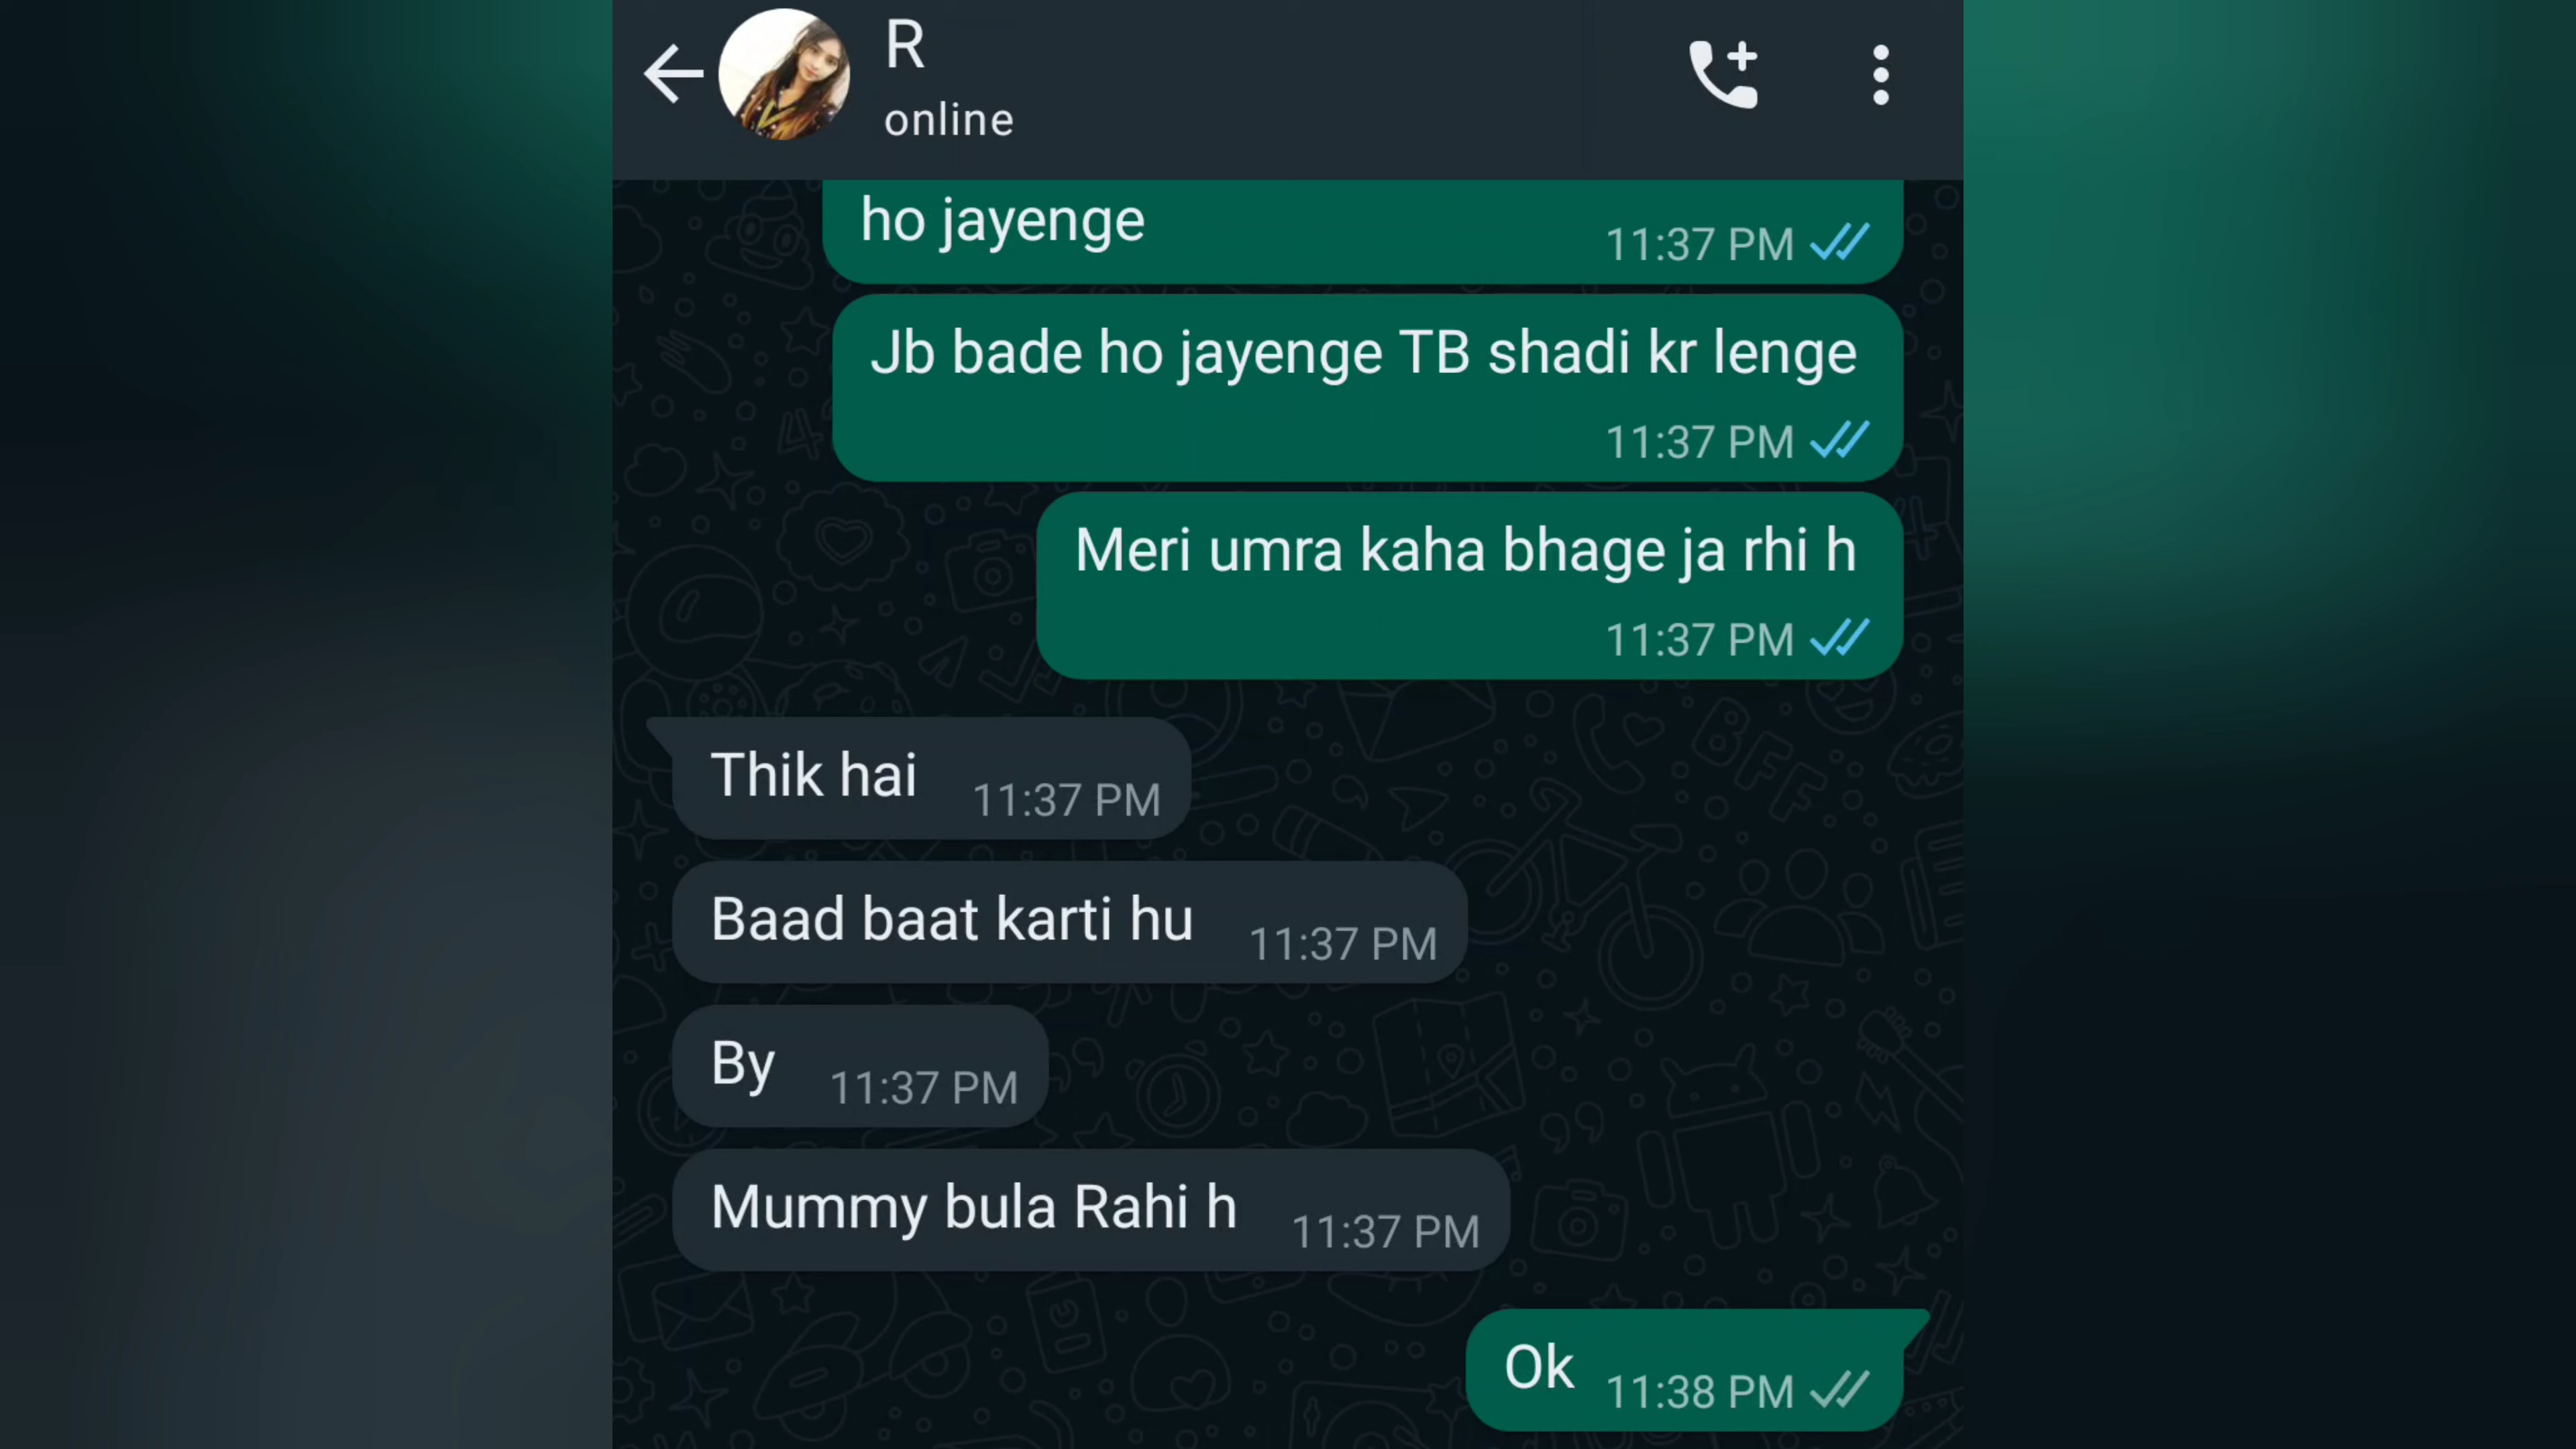 R
online
ho jayenge
11:37 PM
Jb bade ho jayenge TB shadi kr lenge
11:37 PM
Meri umra kaha bhage ja rhi h
11:37 PM
Thik hai 11:37 PM
Baad baat karti hu 11:37 PM
By 11:37 PM
Mummy bula Rahi h 11:37 PM
Ok 11:38 PM